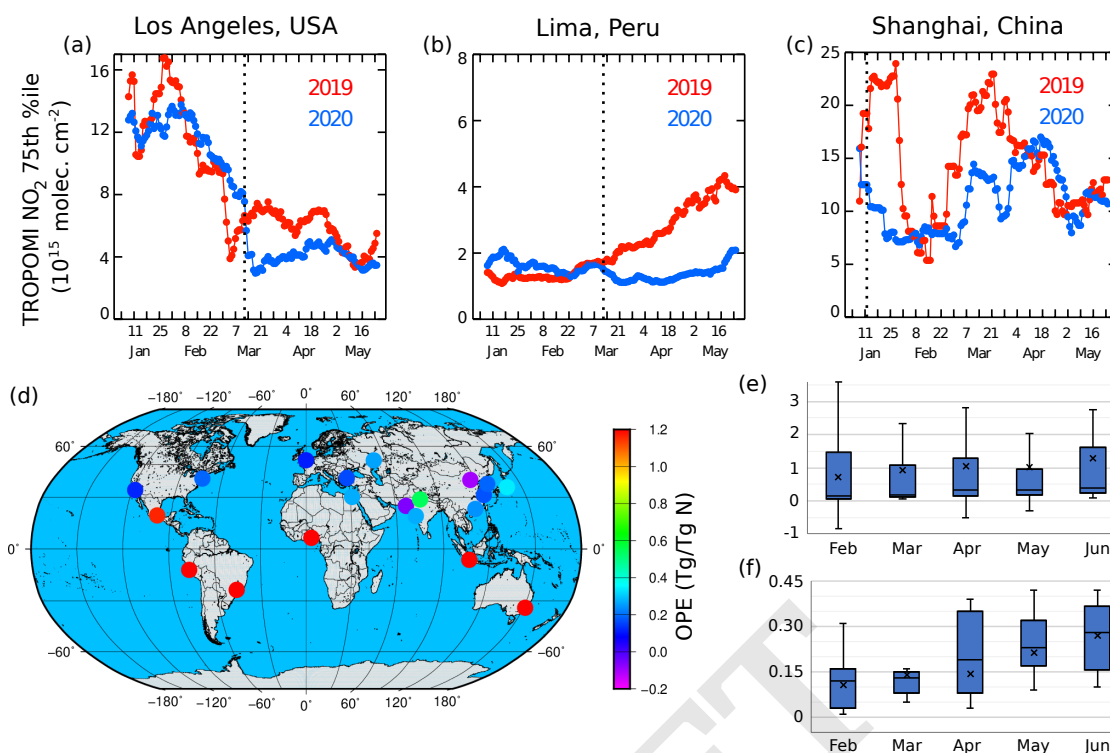 Los Angeles, USA
Lima, Peru
Shanghai, China
(a)
(b)
(c)
TROPOMI NO2 75th %ile
(10^15 molec. cm^-2)
16
12
8
4
0
2019
2020
11 25 8 22 7 21 4 18 2 16
Jan Feb Mar Apr May
8
6
4
2
0
2019
2020
11 25 8 22 7 21 4 18 2 16
Jan Feb Mar Apr May
25
20
15
10
5
0
2019
2020
11 25 8 22 7 21 4 18 2 16
Jan Feb Mar Apr May
(d)
−180° −150° −120° 0° 120° 150° 180°
60° 60°
0° 0°
−60° −60°
−180° −150° −120° 0° 120° 150° 180°
1.2
1.0
0.8
0.6
0.4
0.2
0.0
−0.2
OPE (Tg/Tg N)
(e)
3
2
1
0
-1
Feb Mar Apr May Jun
(f)
0.45
0.30
0.15
0
Feb Mar Apr May Jun